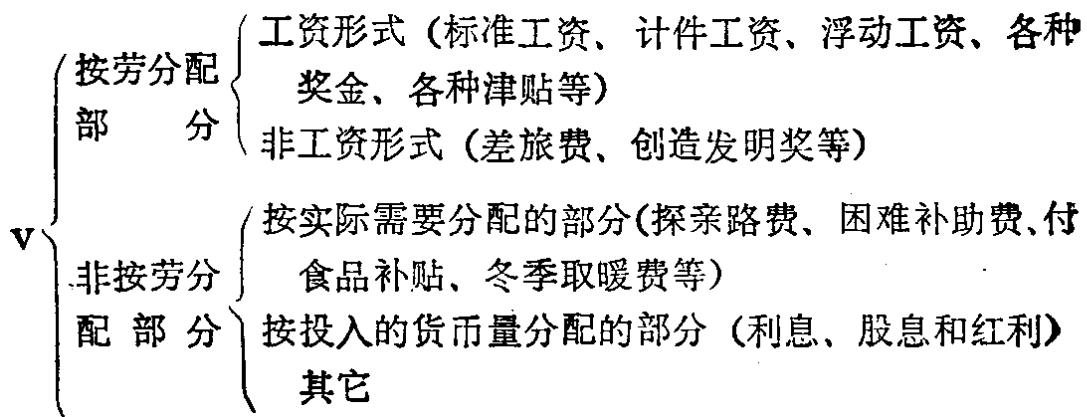 工资形式（标准工资、计件工资、浮动工资、各种
按劳分配
奖金、各种津贴等）
部 分
非工资形式（差旅费、创造发明奖等）
V
按实际需要分配的部分（探亲路费、困难补助费、付
非按劳分
食品补贴、冬季取暖费等）
配部分
按投入的货币量分配的部分（利息、股息和红利）
其它